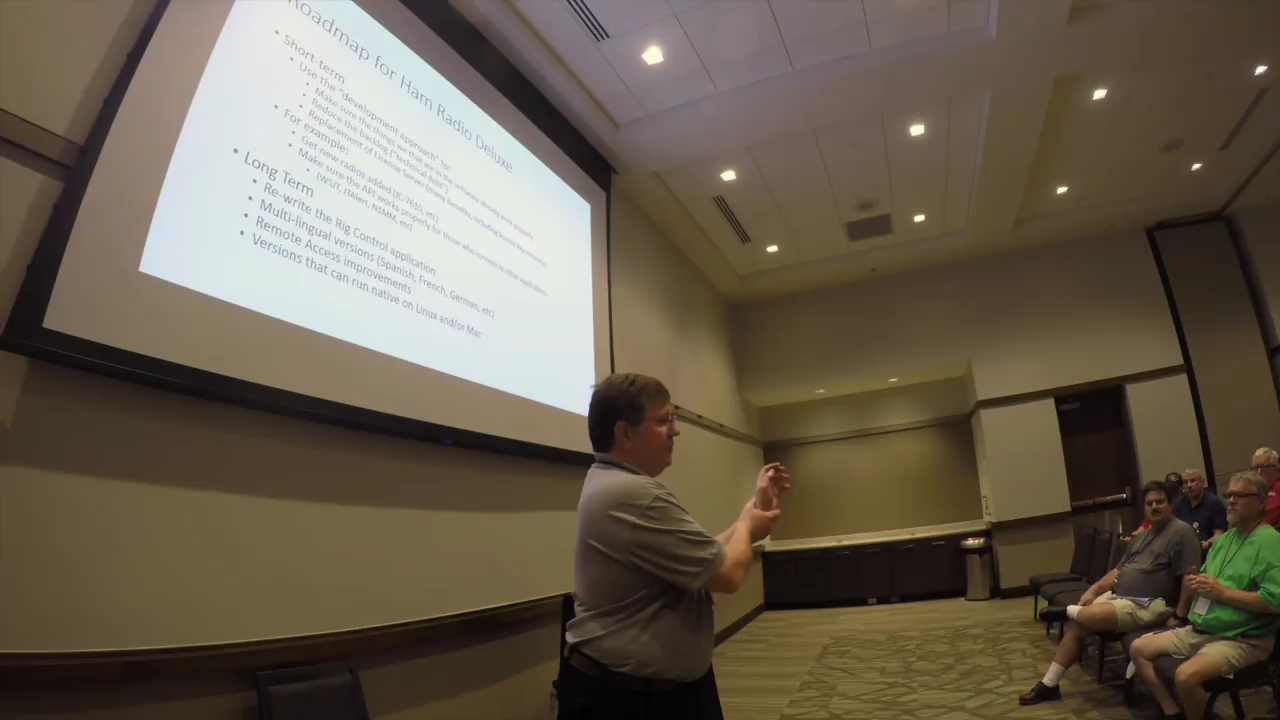 Roadmap for Ham Radio Deluxe
• Short-term
• Use the "development approach" to:
• Make sure the things we that are in the software already work properly
• Reduce the backlog ("technical debt")
• Replacement of License Server (many benefits, including license key recovery)
• For example:
• Get new radios added (IC-7610, etc)
• Make sure the API works properly for those who connect to other applications
• (WSJT, JTAlert, N1MM, etc)
• Long Term
• Re-write the Rig Control application
• Multi-lingual versions (Spanish, French, German, etc)
• Remote Access improvements
• Versions that can run native on Linux and/or Mac